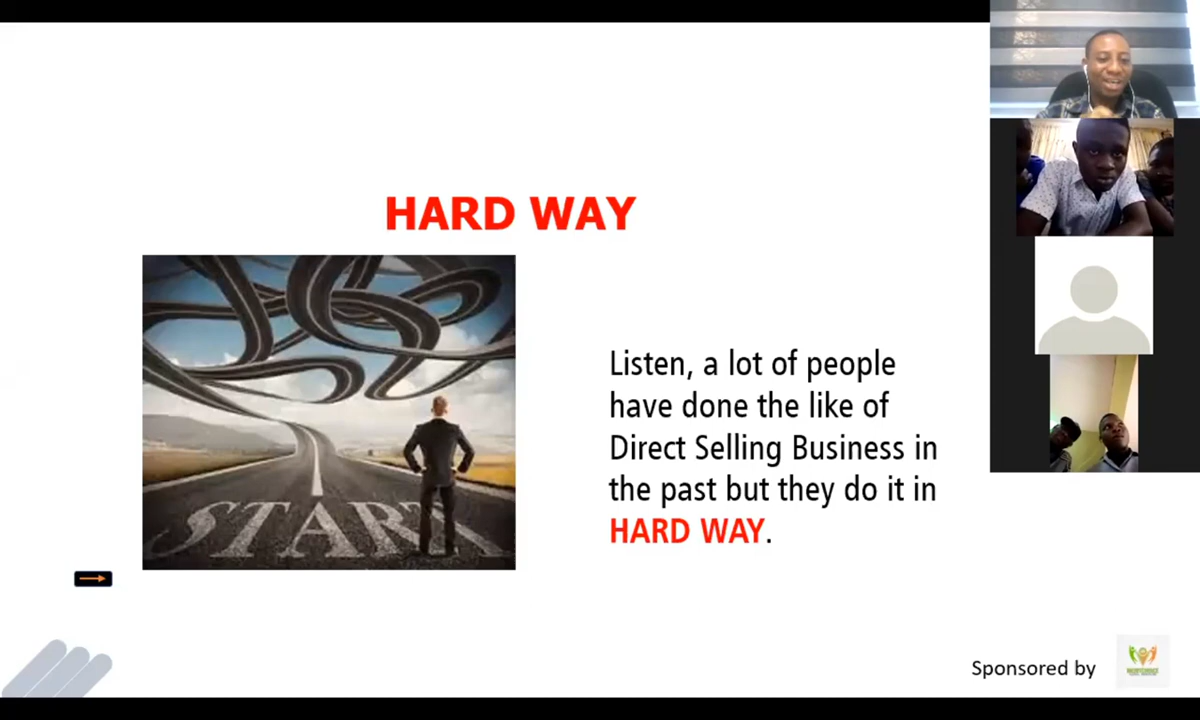 HARD WAY
START
Listen, a lot of people
have done the like of
Direct Selling Business in
the past but they do it in
HARD WAY.
Sponsored by